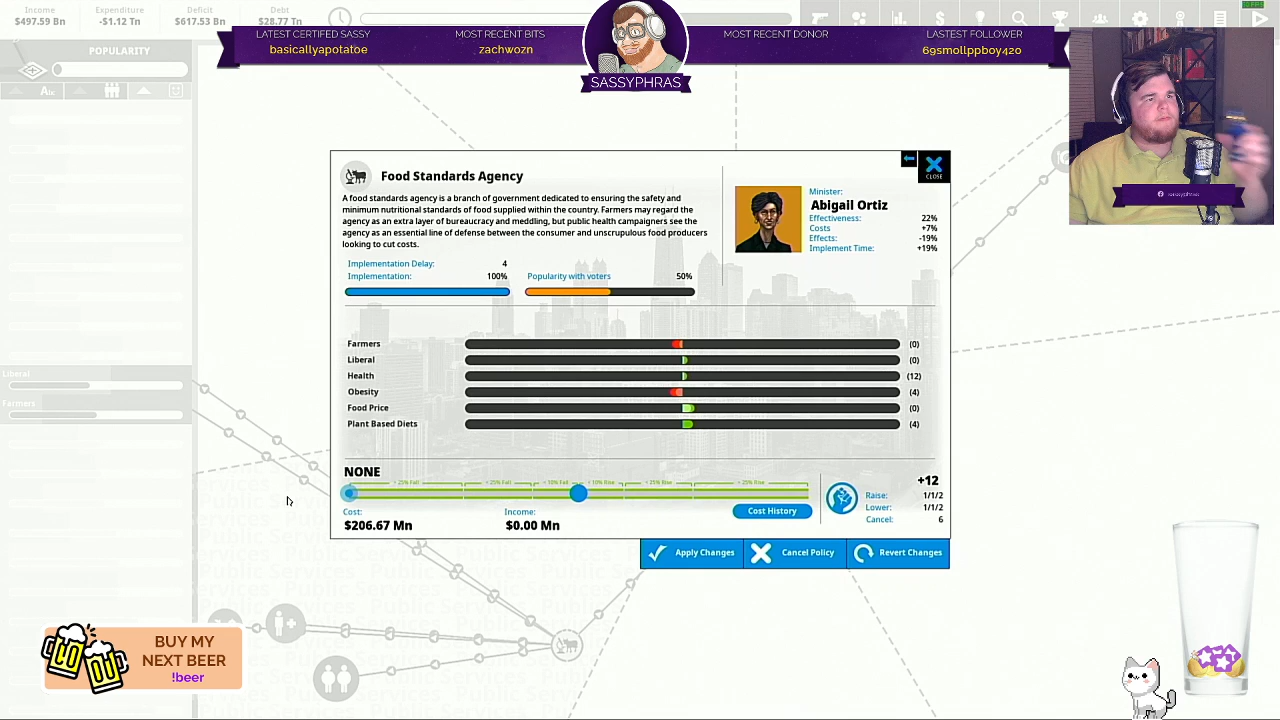 Income
$497.59 Bn
Expenditure
-$1.12 Tn
Deficit
$617.53 Bn
Debt
$28.77 Tn
LATEST CERTIFED SASSY
basicallyapotatoe
MOST RECENT BITS
zachwozn
SASSYPHRAS
MOST RECENT DONOR
LASTEST FOLLOWER
69smollppboy420
sassyphras
POPULARITY
Liberal
Farmers
Food Standards Agency
CLOSE
A food standards agency is a branch of government dedicated to ensuring the safety and
minimum nutritional standards of food supplied within the country. Farmers may regard the
agency as an extra layer of bureaucracy and meddling, but public health campaigners see the
agency as an essential line of defense between the consumer and unscrupulous food producers
looking to cut costs.
Minister:
Abigail Ortiz
Effectiveness: 22%
Costs +7%
Effects: -19%
Implement Time: +19%
Implementation Delay: 4
Implementation: 100%
Popularity with voters 50%
Farmers (0)
Liberal (0)
Health (12)
Obesity (4)
Food Price (0)
Plant Based Diets (4)
NONE
Cost:
$206.67 Mn
Income:
$0.00 Mn
Cost History
+12
Raise: 1/1/2
Lower: 1/1/2
Cancel: 6
Apply Changes
Cancel Policy
Revert Changes
Public Services
BUY MY
NEXT BEER
!beer